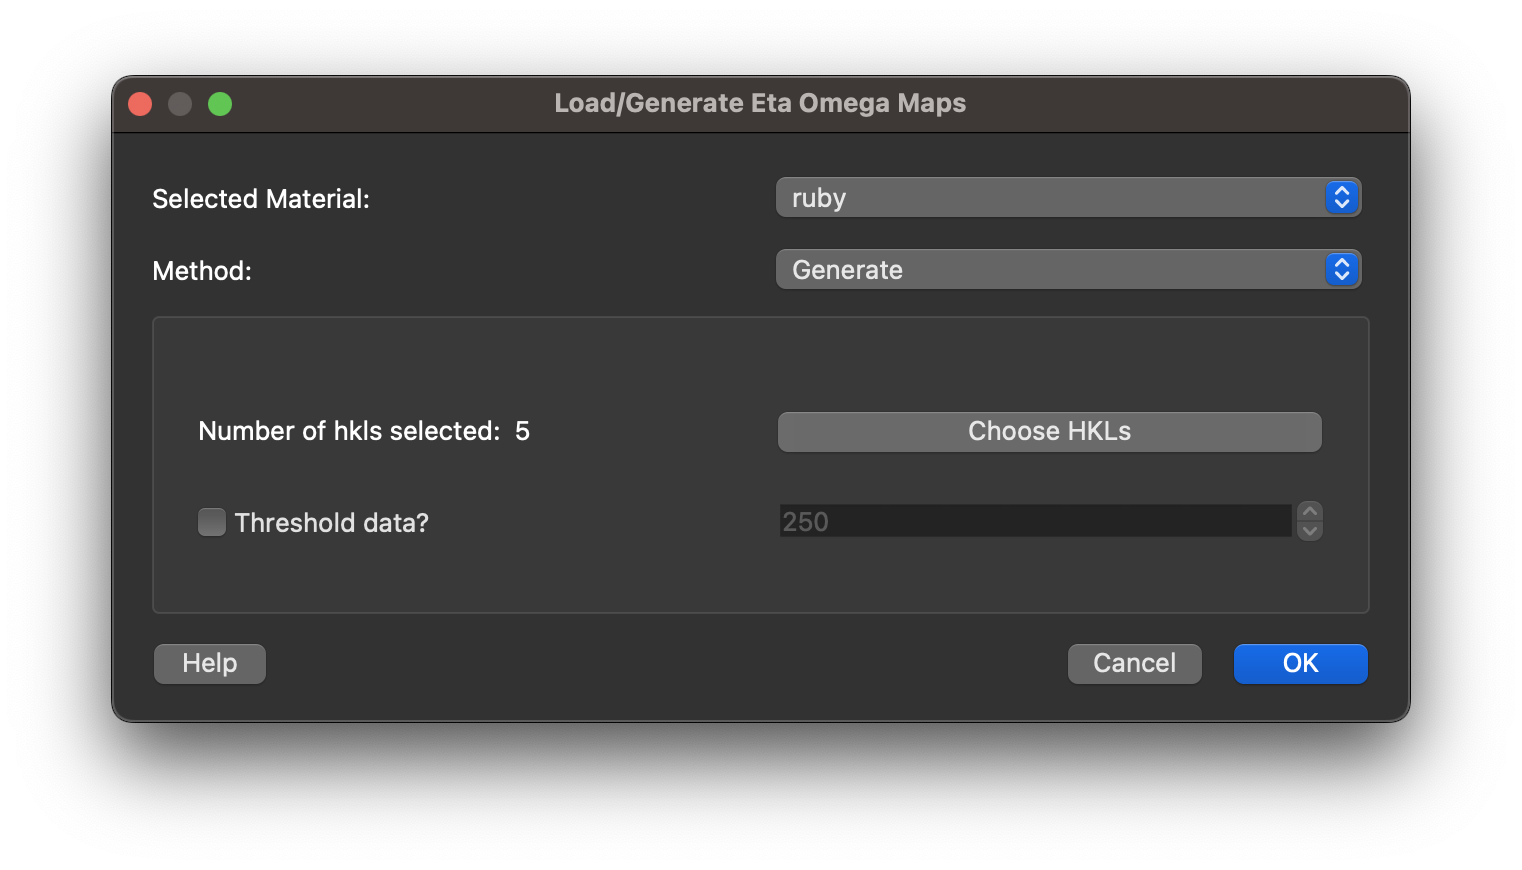 Load/Generate Eta Omega Maps
Selected Material: ruby
Method: Generate
Number of hkls selected: 5 Choose HKLs
Threshold data? 250
Help Cancel OK